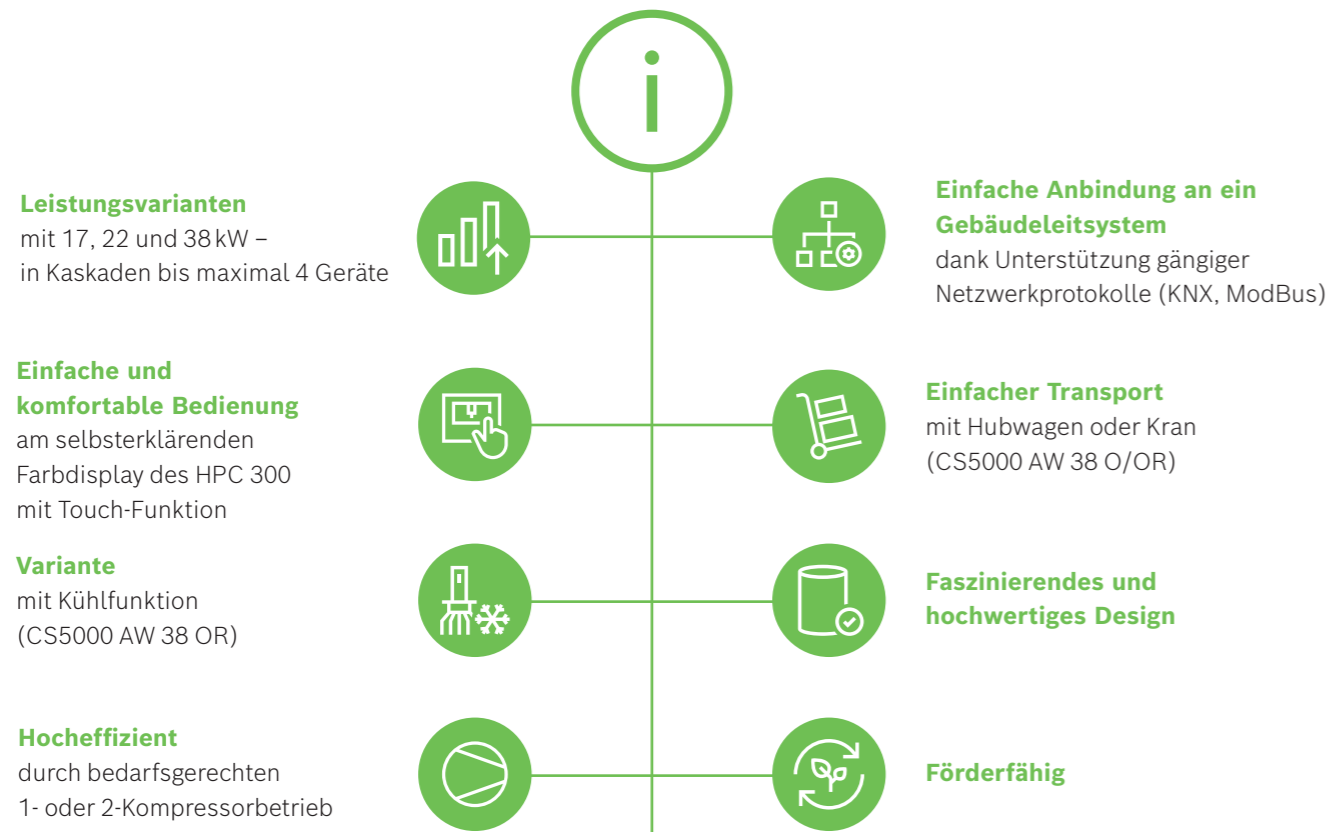 i
Leistungsvarianten
mit 17, 22 und 38 kW –
in Kaskaden bis maximal 4 Geräte
Einfache und
komfortable Bedienung
am selbsterklärenden
Farbdisplay des HPC 300
mit Touch-Funktion
Variante
mit Kühlfunktion
(CS5000 AW 38 OR)
Hocheffizient
durch bedarfsgerechten
1- oder 2-Kompressorbetrieb
Einfache Anbindung an ein
Gebäudeleitsystem
dank Unterstützung gängiger
Netzwerkprotokolle (KNX, ModBus)
Einfacher Transport
mit Hubwagen oder Kran
(CS5000 AW 38 O/OR)
Faszinierendes und
hochwertiges Design
Förderfähig